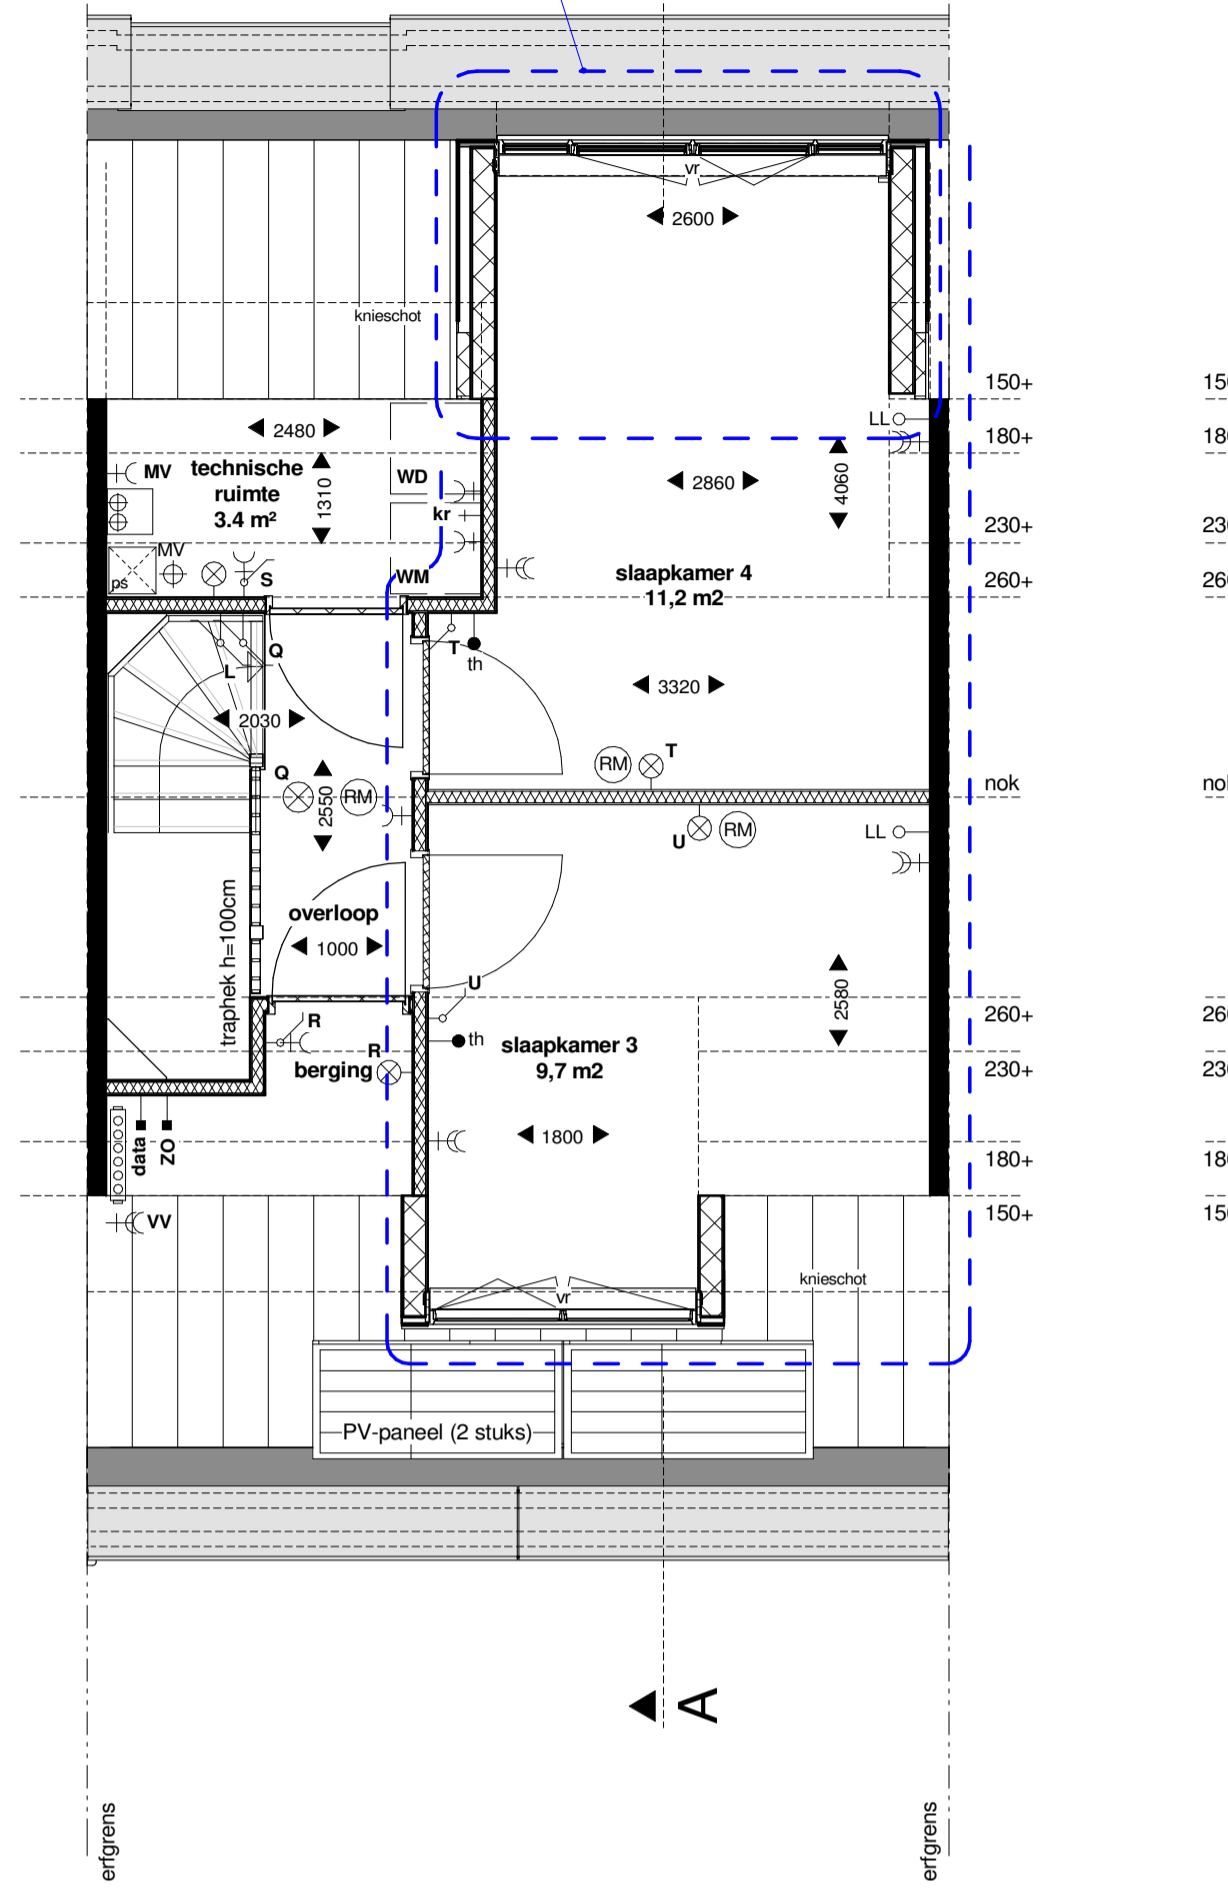 vr
2600
knieschot
150+
150
LL
2480
180+
180
MV
technische
ruimte
3.4 m²
1310
WD
2860
4060
kr
230+
230
MV
ps
S
WM
slaapkamer 4
11,2 m2
260+
260
Q
L
T
th
2030
3320
Q
RM
2550
RM
T
nok
nok
U
RM
LL
traphek h=100cm
overloop
1000
U
2580
R
th
slaapkamer 3
9,7 m2
260+
260
R
berging
230+
230
data
ZO
1800
180+
180
VV
150+
150
knieschot
vr
PV-paneel (2 stuks)
A
erfgrens
erfgrens